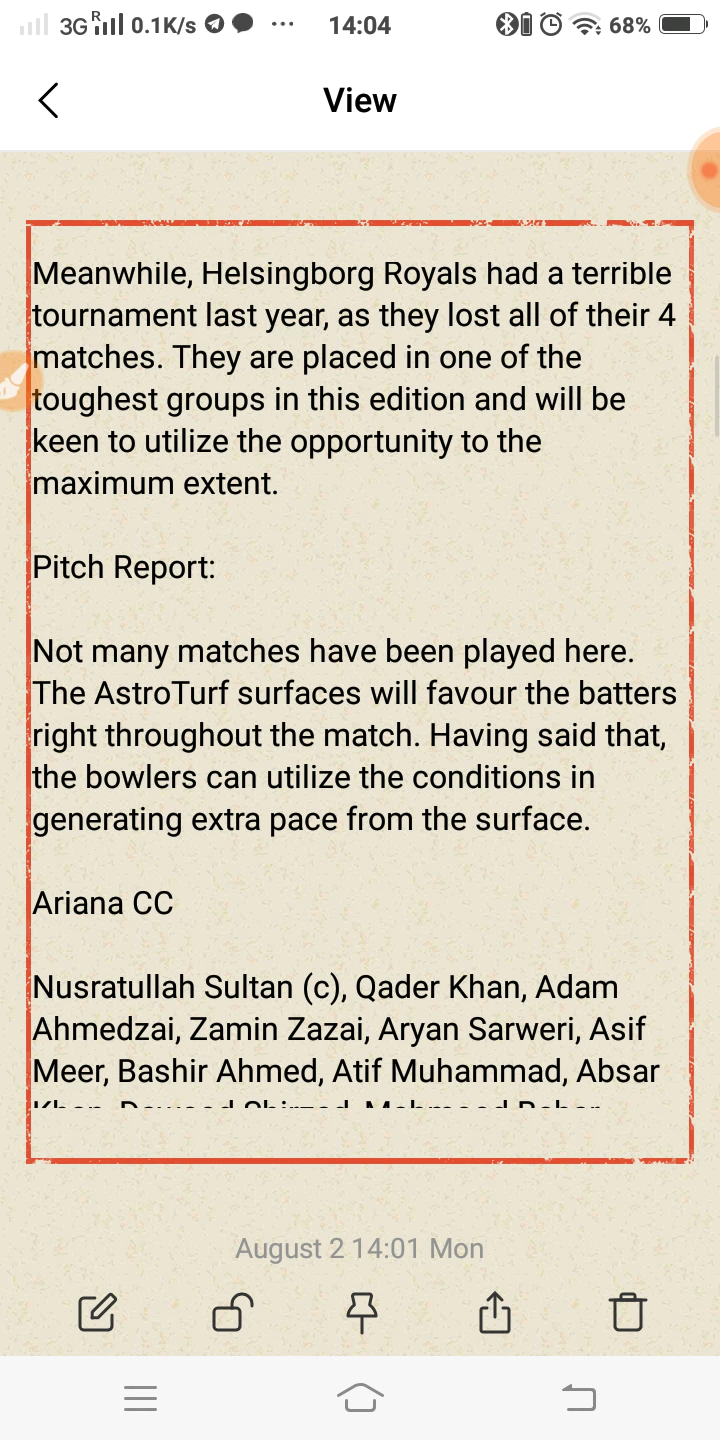 3G R 0.1K/s ... 14:04 68%
View
Meanwhile, Helsingborg Royals had a terrible
tournament last year, as they lost all of their 4
matches. They are placed in one of the
toughest groups in this edition and will be
keen to utilize the opportunity to the
maximum extent.
Pitch Report:
Not many matches have been played here.
The AstroTurf surfaces will favour the batters
right throughout the match. Having said that,
the bowlers can utilize the conditions in
generating extra pace from the surface.
Ariana CC
Nusratullah Sultan (c), Qader Khan, Adam
Ahmedzai, Zamin Zazai, Aryan Sarweri, Asif
Meer, Bashir Ahmed, Atif Muhammad, Absar
August 2 14:01 Mon